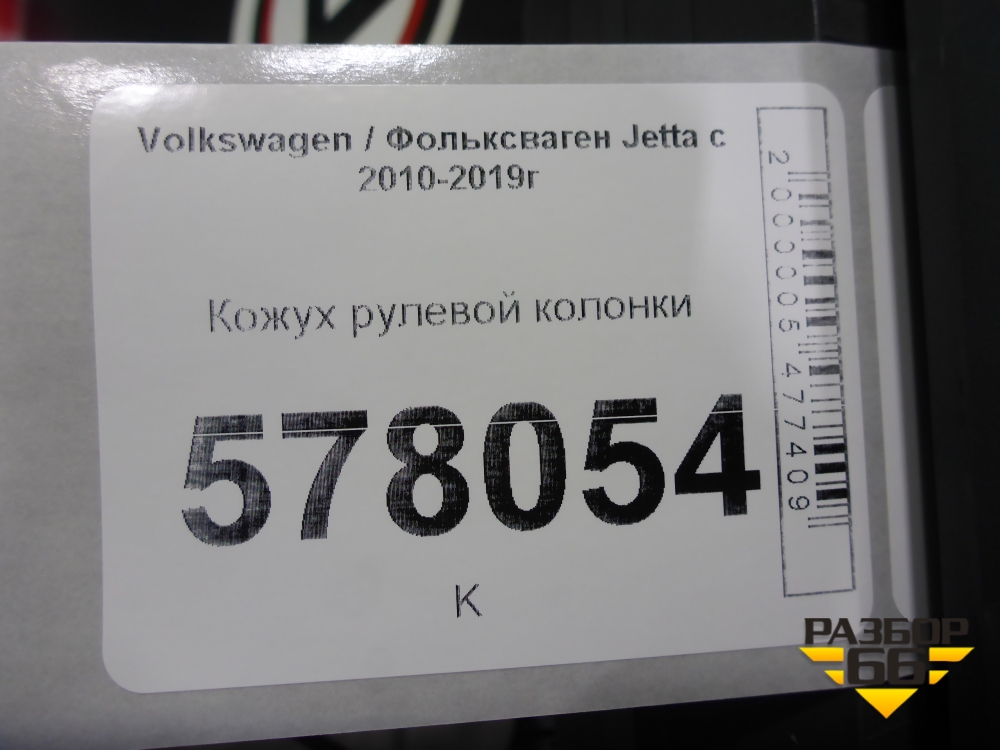 Volkswagen / Фольксваген Jetta с
2010-2019г
Кожух рулевой колонки
578054
К
2000005477409
РАЗБОР
66